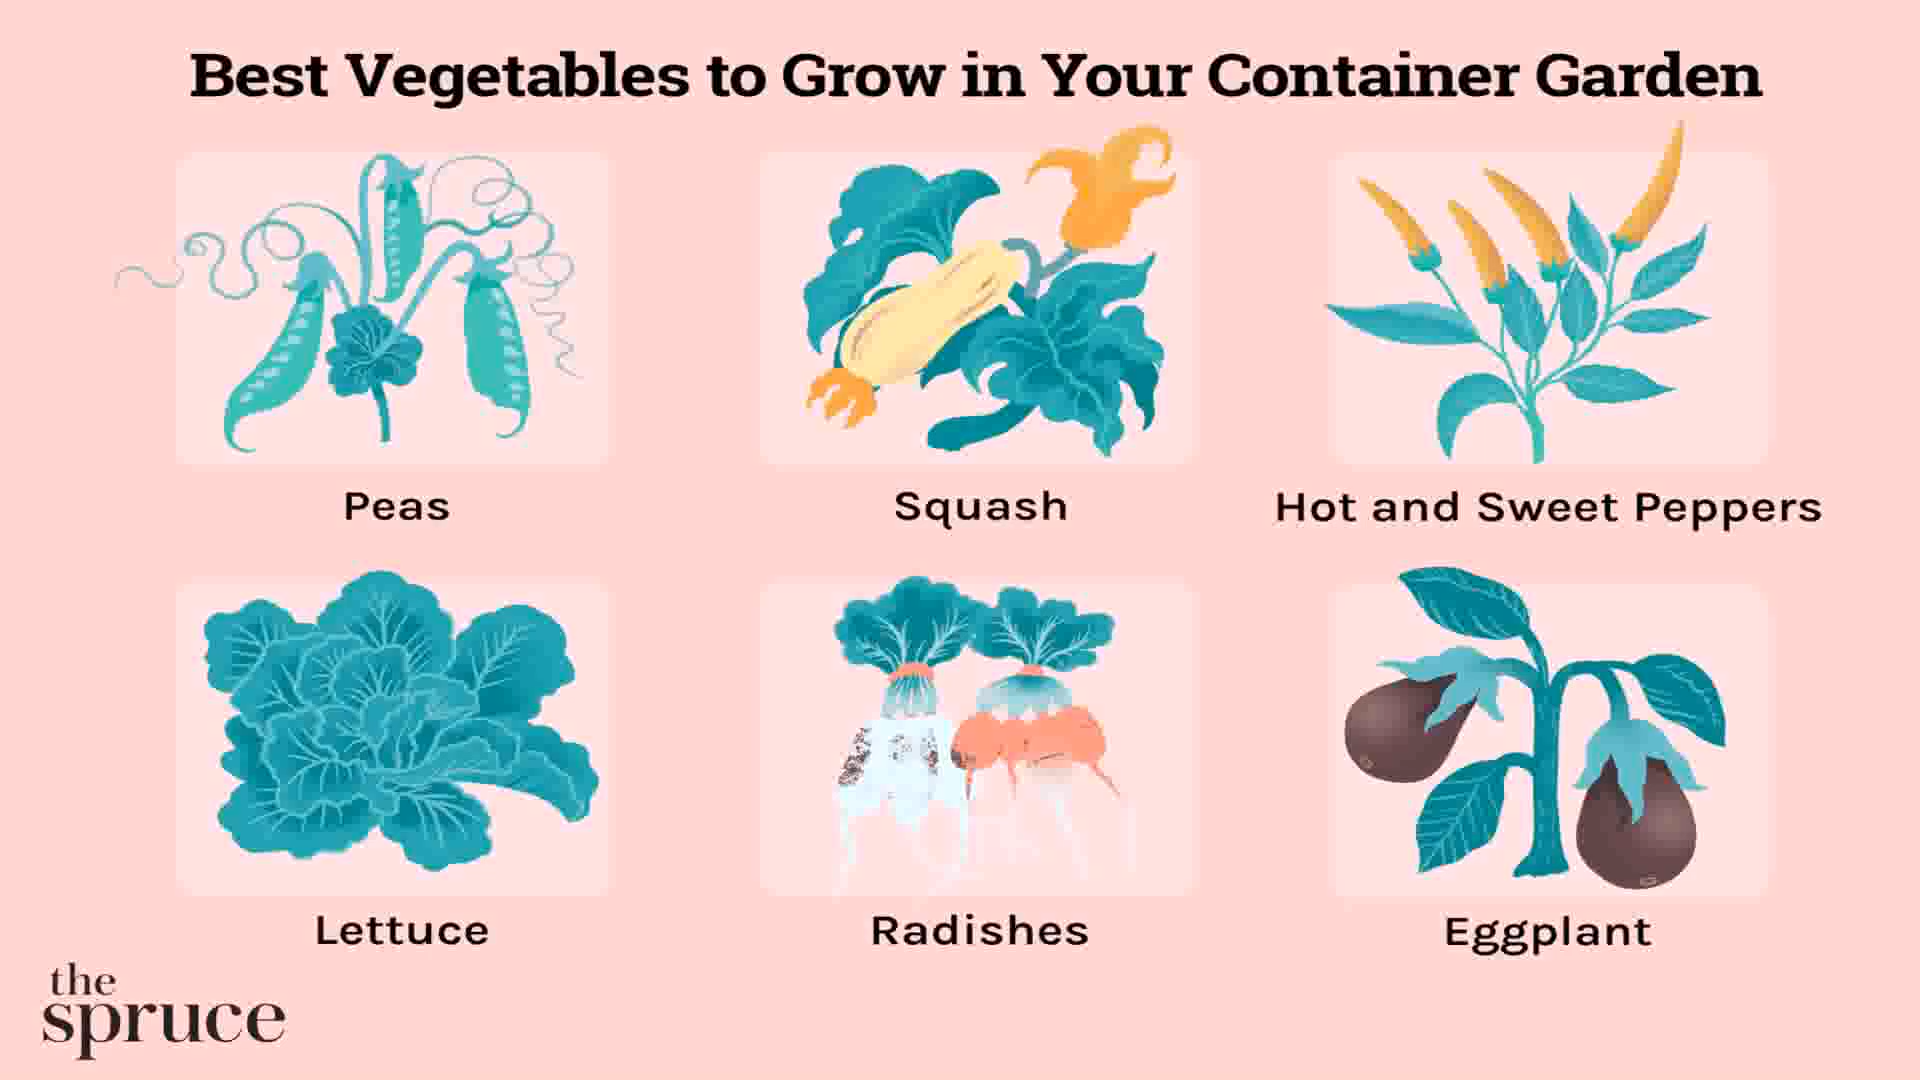 Best Vegetables to Grow in Your Container Garden
Peas
Squash
Hot and Sweet Peppers
Lettuce
Radishes
Eggplant
the
spruce